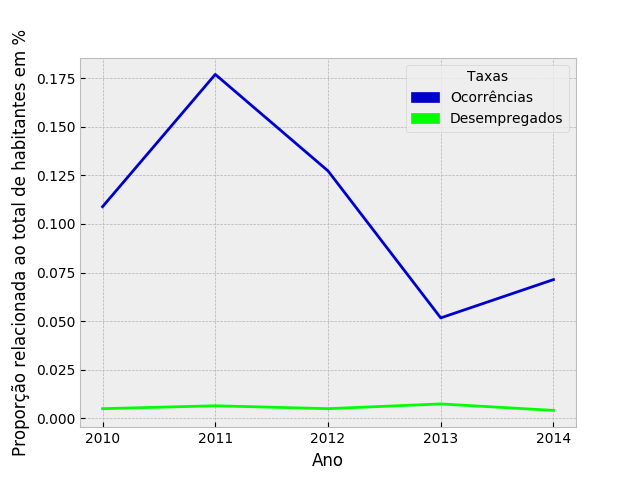 Proporção relacionada ao total de habitantes em %
0.175
0.150
0.125
0.100
0.075
0.050
0.025
0.000
Taxas
Ocorrências
Desempregados
2010 2011 2012 2013 2014
Ano